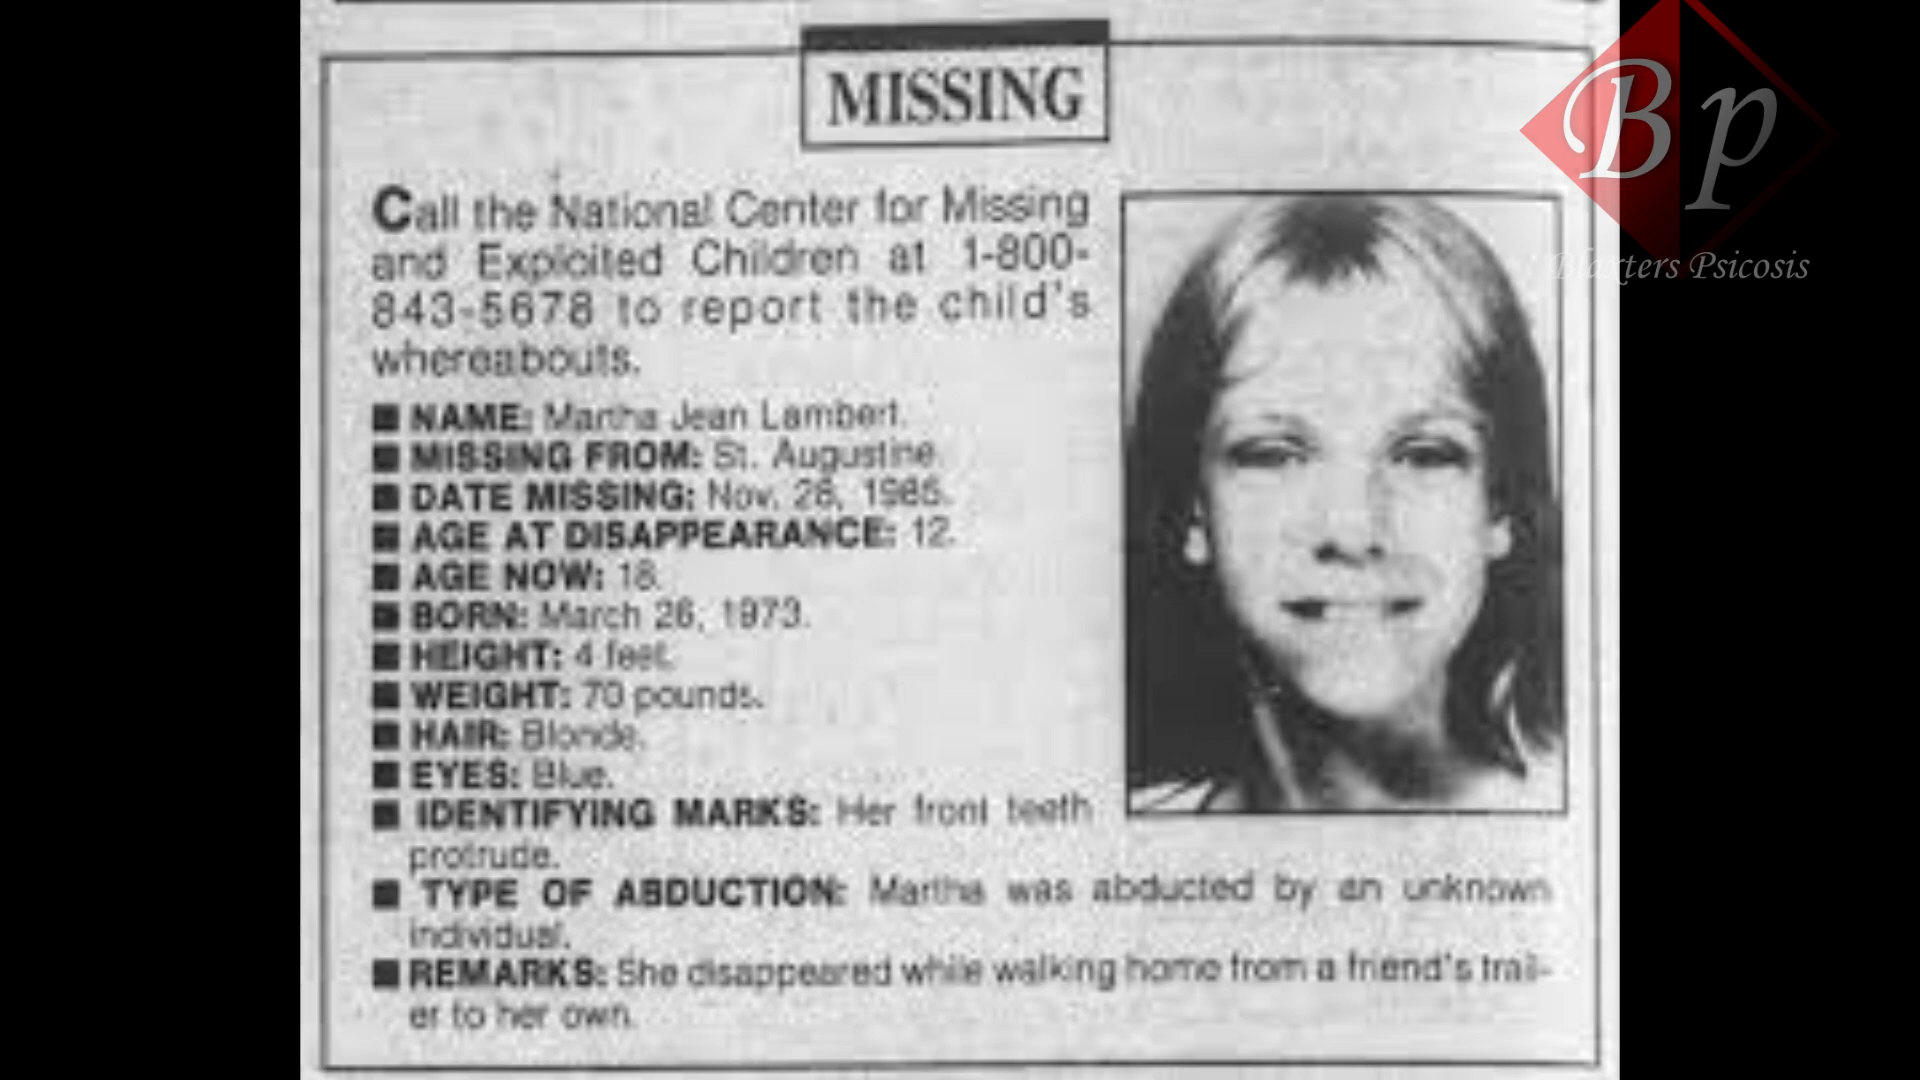 MISSING
Call the National Center for Missing
and Exploited Children at 1-800-
843-5678 to report the child's
whereabouts.
■ NAME: Martha Jean Lambert.
■ MISSING FROM: St. Augustine.
■ DATE MISSING: Nov. 28, 1985.
■ AGE AT DISAPPEARANCE: 12.
■ AGE NOW: 18.
■ BORN: March 26, 1973.
■ HEIGHT: 4 feet.
■ WEIGHT: 70 pounds.
■ HAIR: Blonde.
■ EYES: Blue.
■ IDENTIFYING MARKS: Her front teeth
protrude.
■ TYPE OF ABDUCTION: Martha was abducted by an unknown
individual.
■ REMARKS: She disappeared while walking home from a friend's trail-
er to her own.
Bp
Blaxters Psicosis